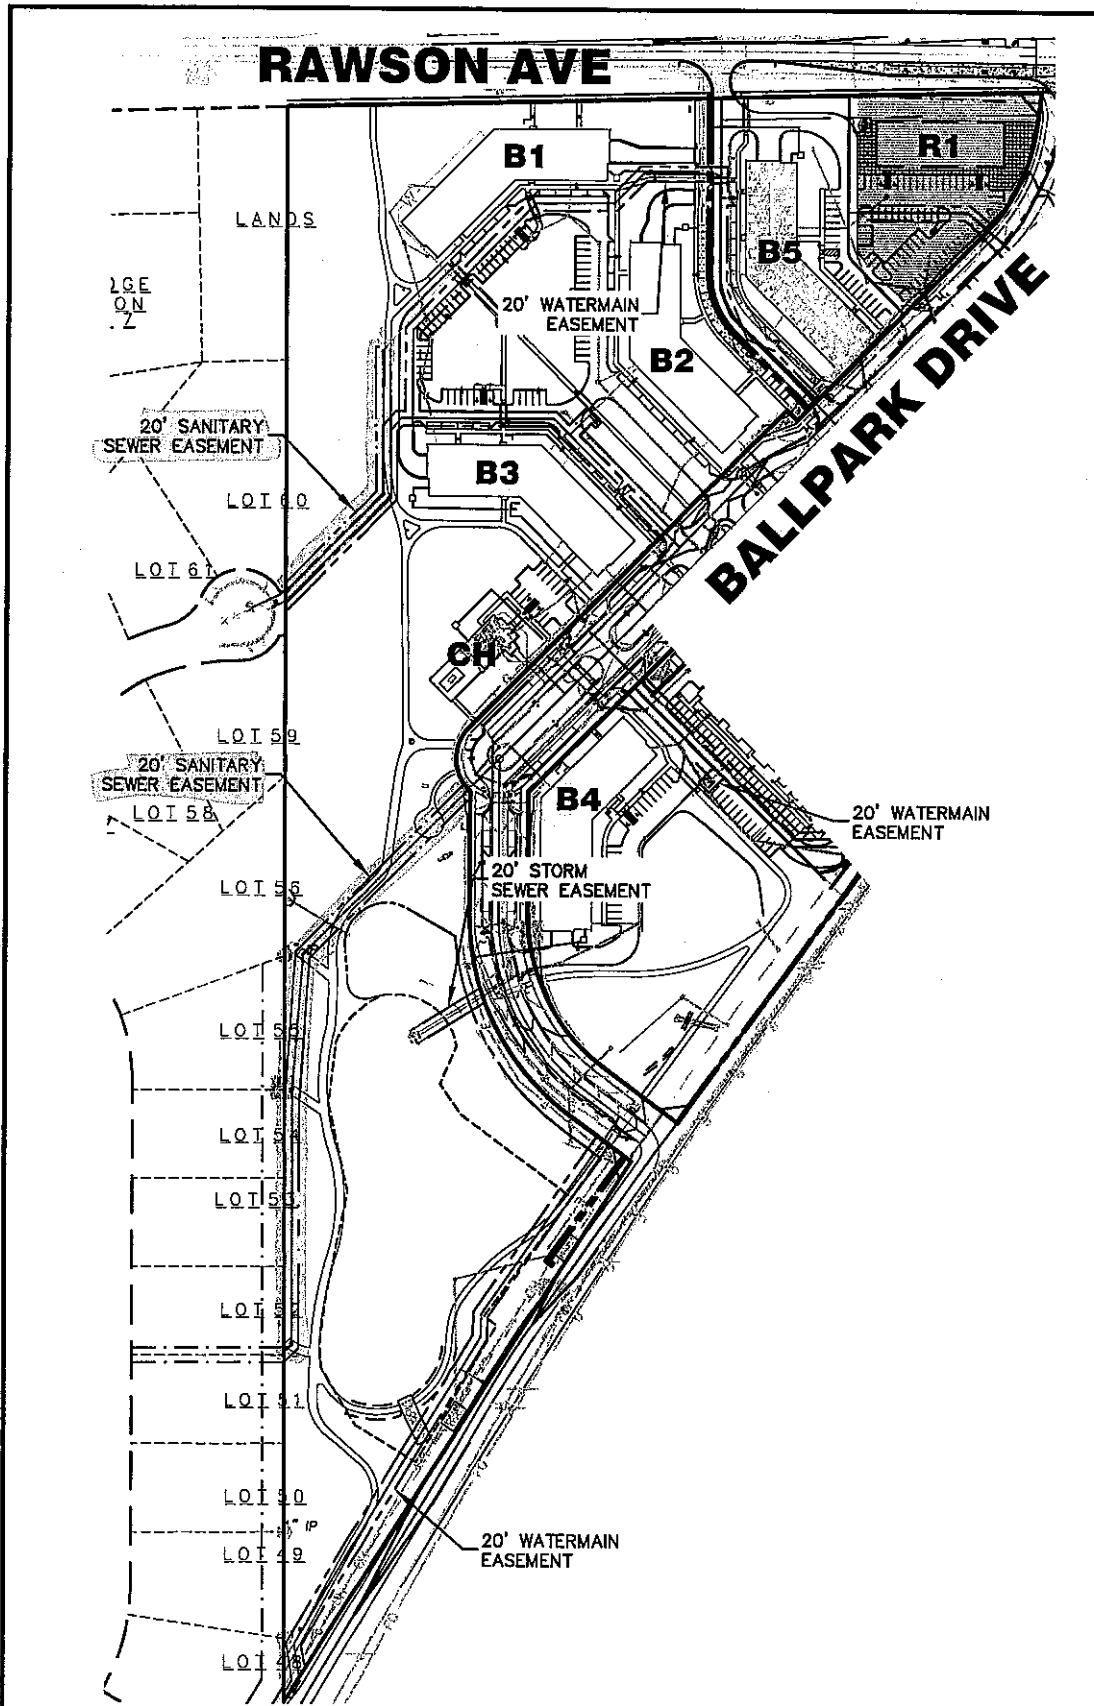 RAWSON AVE
B1
R1
LANDS
B5
20' WATERMAIN
EASEMENT
B2
BALLPARK DRIVE
20' SANITARY
SEWER EASEMENT
B3
LOT 60
LOT 61
CH
LOT 59
20' SANITARY
SEWER EASEMENT
LOT 58
B4
20' WATERMAIN
EASEMENT
20' STORM
SEWER EASEMENT
LOT 56
LOT 55
LOT 54
LOT 53
LOT 52
LOT 51
LOT 50
IP
LOT 49
20' WATERMAIN
EASEMENT
LOT 48